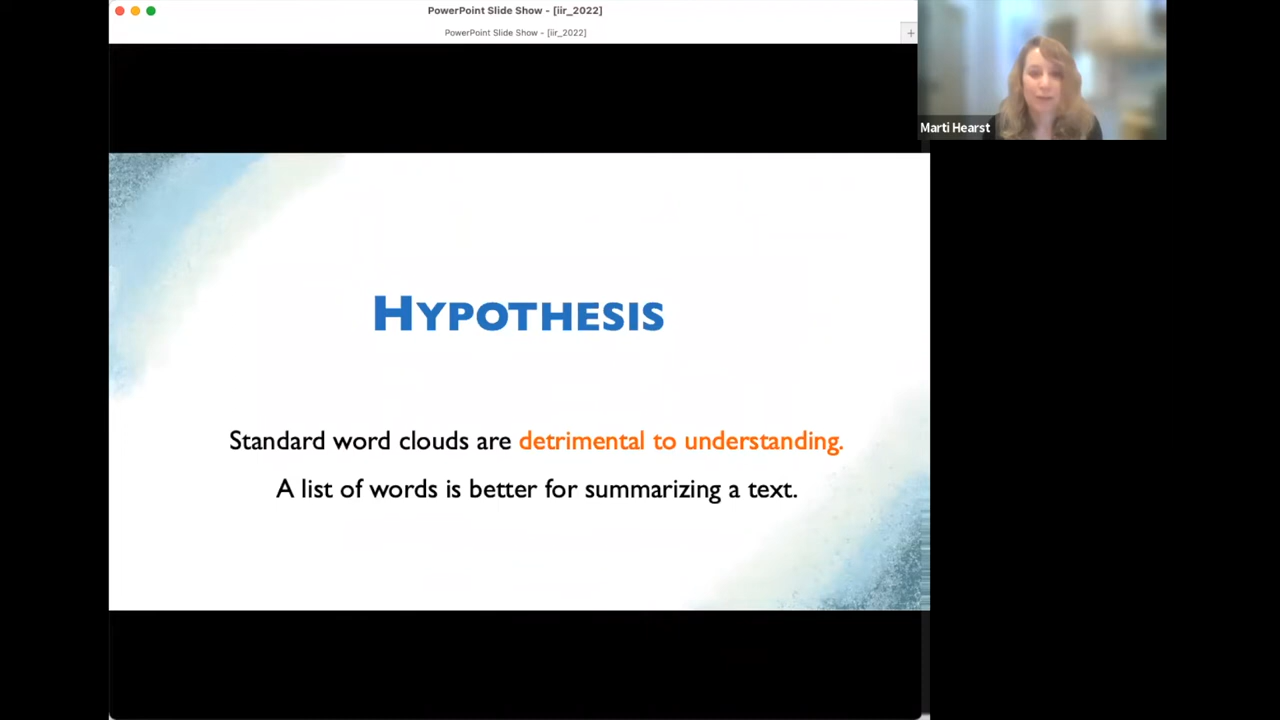 PowerPoint Slide Show - [iir_2022]
PowerPoint Slide Show - [iir_2022]
+
Marti Hearst
HYPOTHESIS
Standard word clouds are detrimental to understanding.
A list of words is better for summarizing a text.